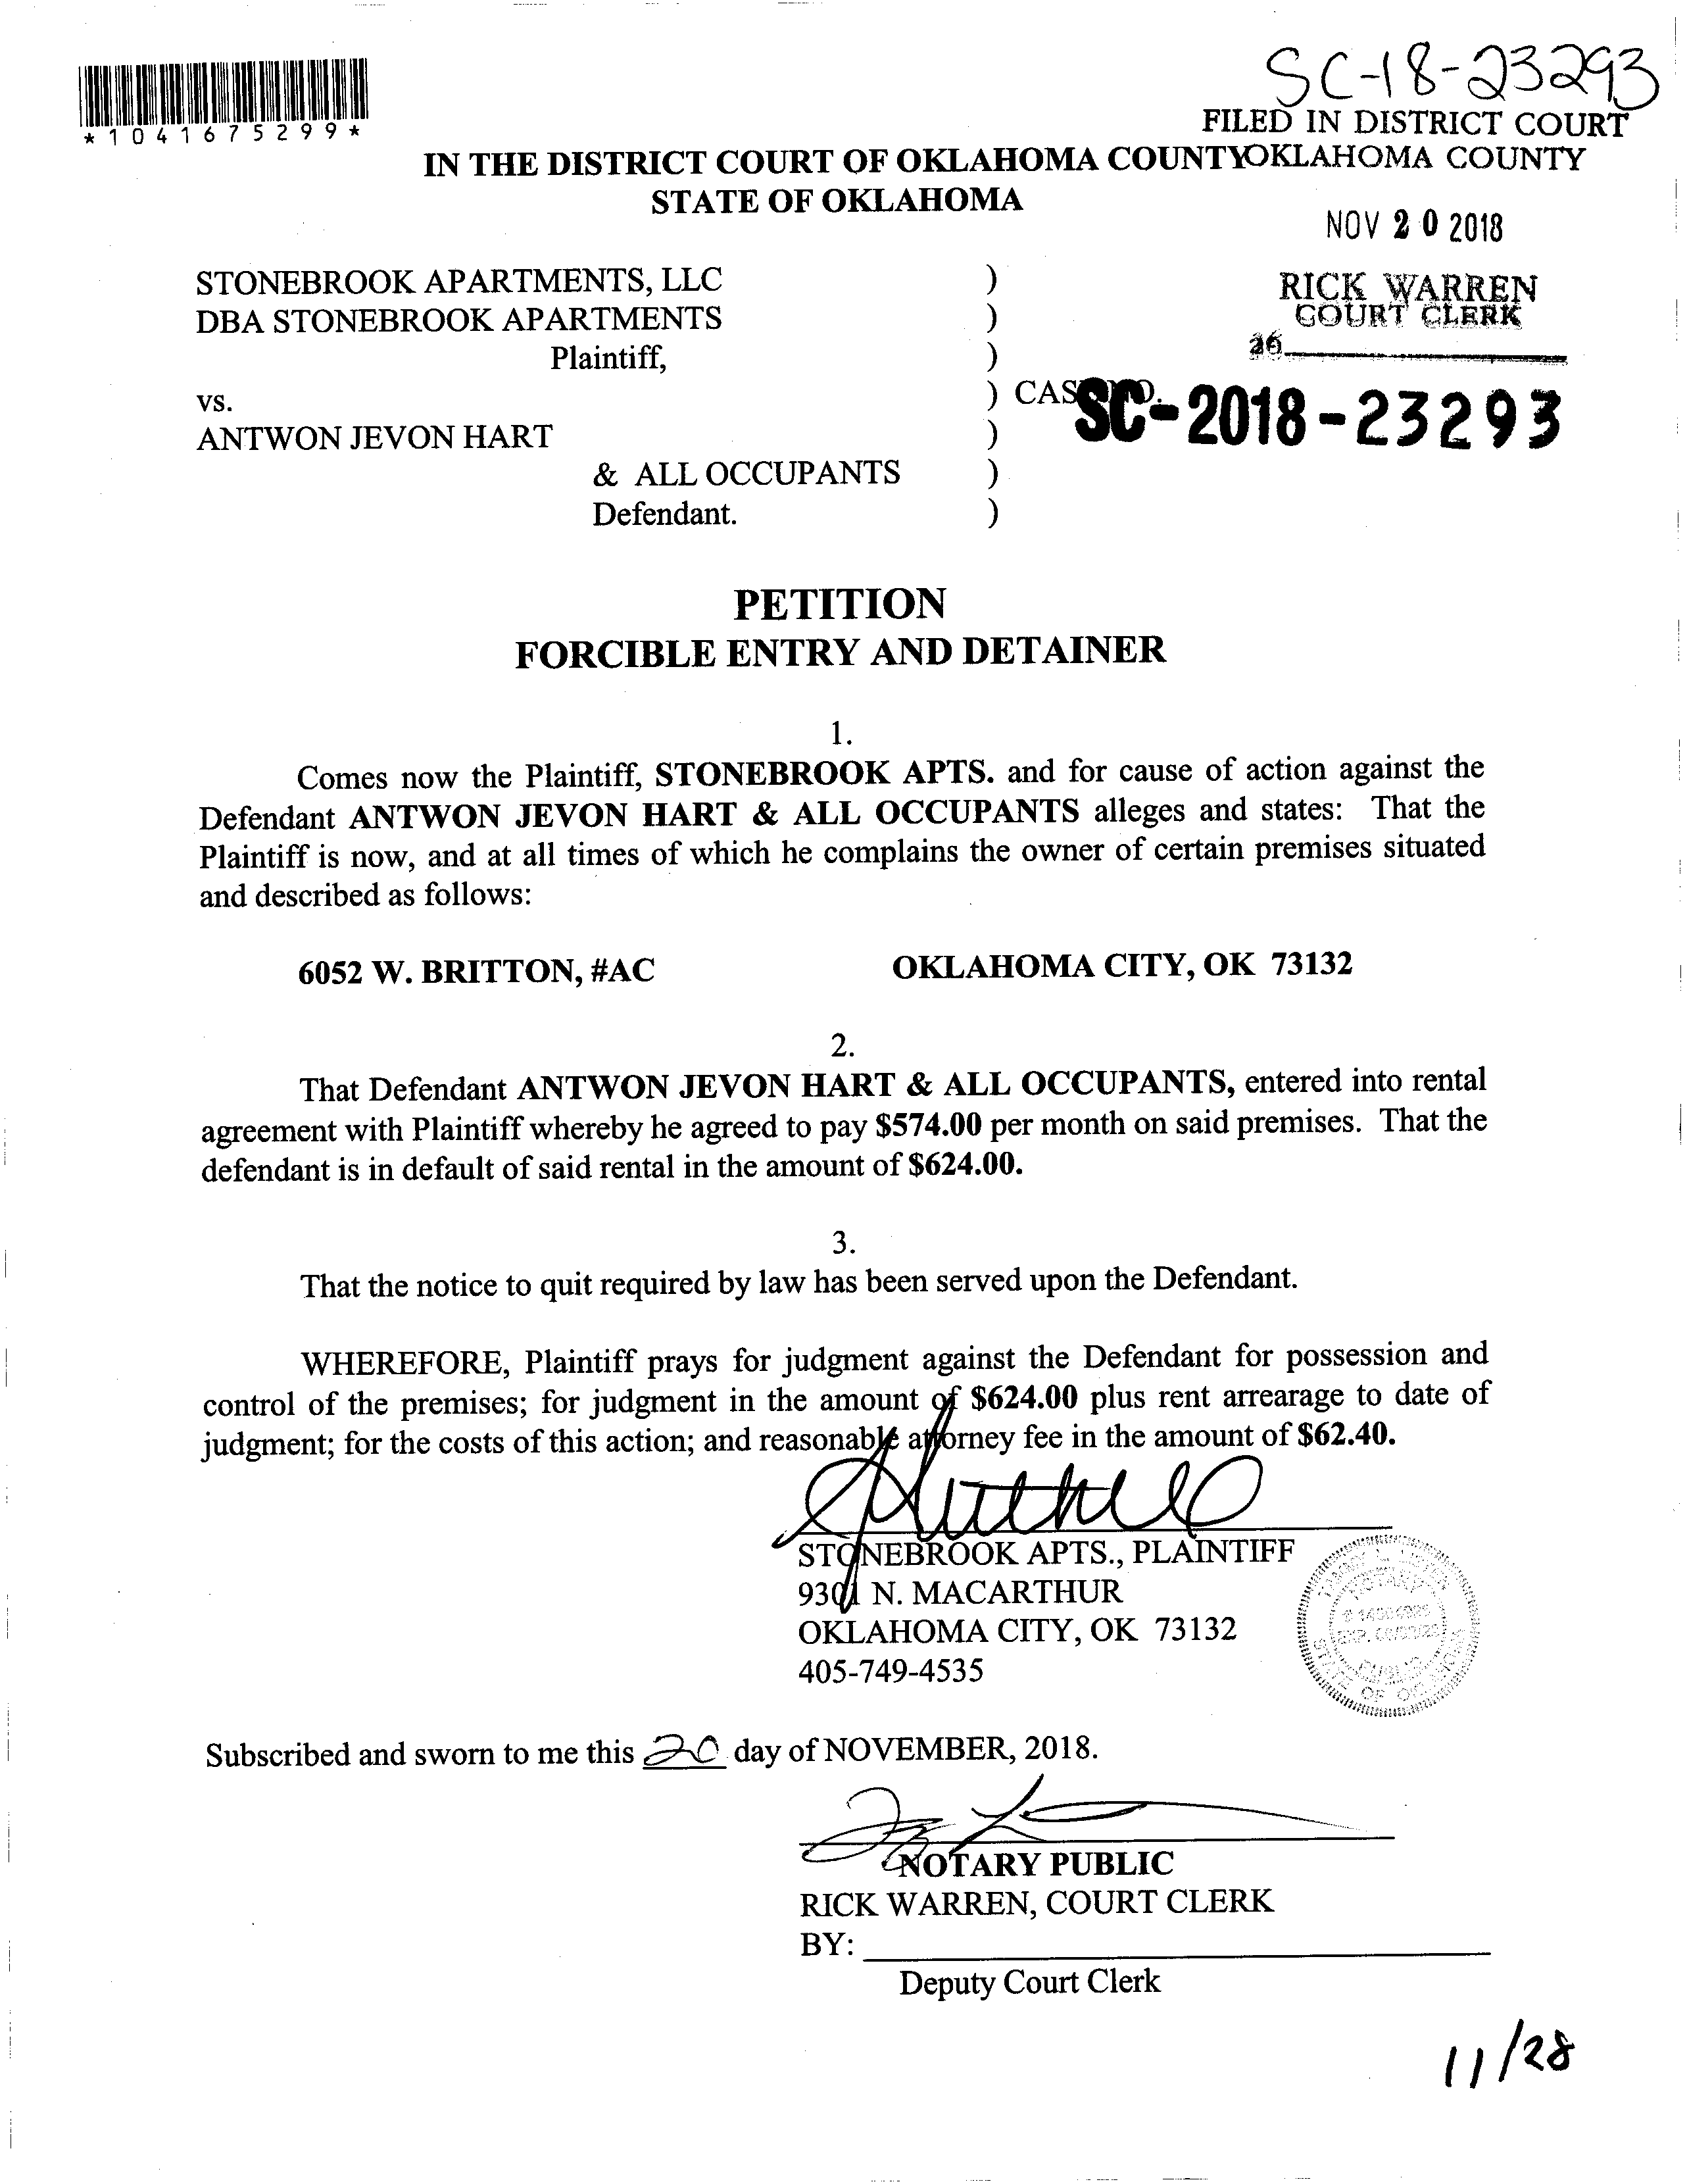 SC-18-23293
*1041675299*
FILED IN DISTRICT COURT
OKLAHOMA COUNTY
IN THE DISTRICT COURT OF OKLAHOMA COUNTY
STATE OF OKLAHOMA
NOV 20 2018
RICK WARREN
COURT CLERK
36
STONEBROOK APARTMENTS, LLC )
DBA STONEBROOK APARTMENTS )
Plaintiff, )
vs. ) CASE NO. SC-2018-23293
ANTWON JEVON HART )
& ALL OCCUPANTS )
Defendant. )
PETITION
FORCIBLE ENTRY AND DETAINER
1.
Comes now the Plaintiff, STONEBROOK APTS. and for cause of action against the
Defendant ANTWON JEVON HART & ALL OCCUPANTS alleges and states: That the
Plaintiff is now, and at all times of which he complains the owner of certain premises situated
and described as follows:
6052 W. BRITTON, #AC OKLAHOMA CITY, OK 73132
2.
That Defendant ANTWON JEVON HART & ALL OCCUPANTS, entered into rental
agreement with Plaintiff whereby he agreed to pay $574.00 per month on said premises. That the
defendant is in default of said rental in the amount of $624.00.
3.
That the notice to quit required by law has been served upon the Defendant.
WHEREFORE, Plaintiff prays for judgment against the Defendant for possession and
control of the premises; for judgment in the amount of $624.00 plus rent arrearage to date of
judgment; for the costs of this action; and reasonable attorney fee in the amount of $62.40.
STONEBROOK APTS., PLAINTIFF
9301 N. MACARTHUR
OKLAHOMA CITY, OK 73132
405-749-4535
NOTARY
PUBLIC
STATE OF OKLAHOMA
Subscribed and sworn to me this 20 day of NOVEMBER, 2018.
NOTARY PUBLIC
RICK WARREN, COURT CLERK
BY:
Deputy Court Clerk
11/28